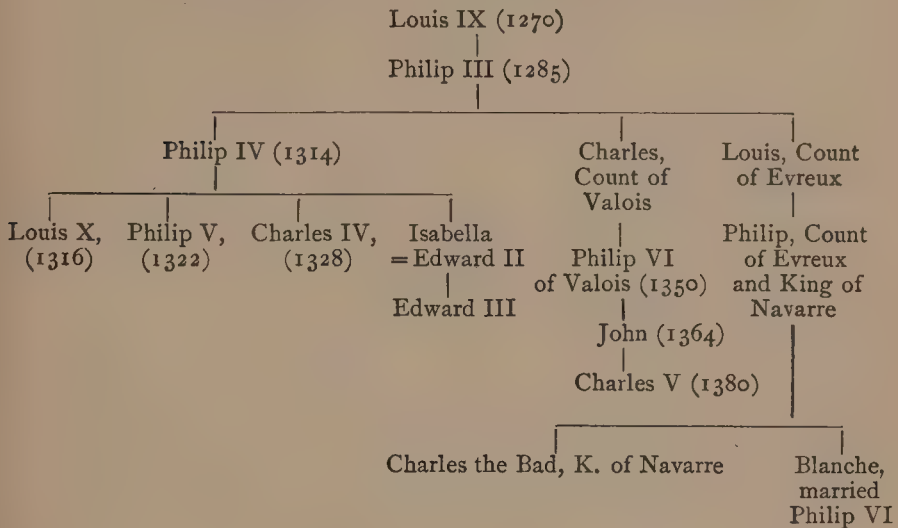 Louis IX (1270)
Philip III (1285)
Philip IV (1314)
Charles,
Count of
Valois
Louis, Count
of Evreux
Louis X,
(1316)
Philip V,
(1322)
Charles IV,
(1328)
Isabella
= Edward II
Edward III
Philip VI
of Valois (1350)
John (1364)
Charles V (1380)
Philip, Count
of Evreux
and King of
Navarre
Charles the Bad, K. of Navarre
Blanche,
married
Philip VI